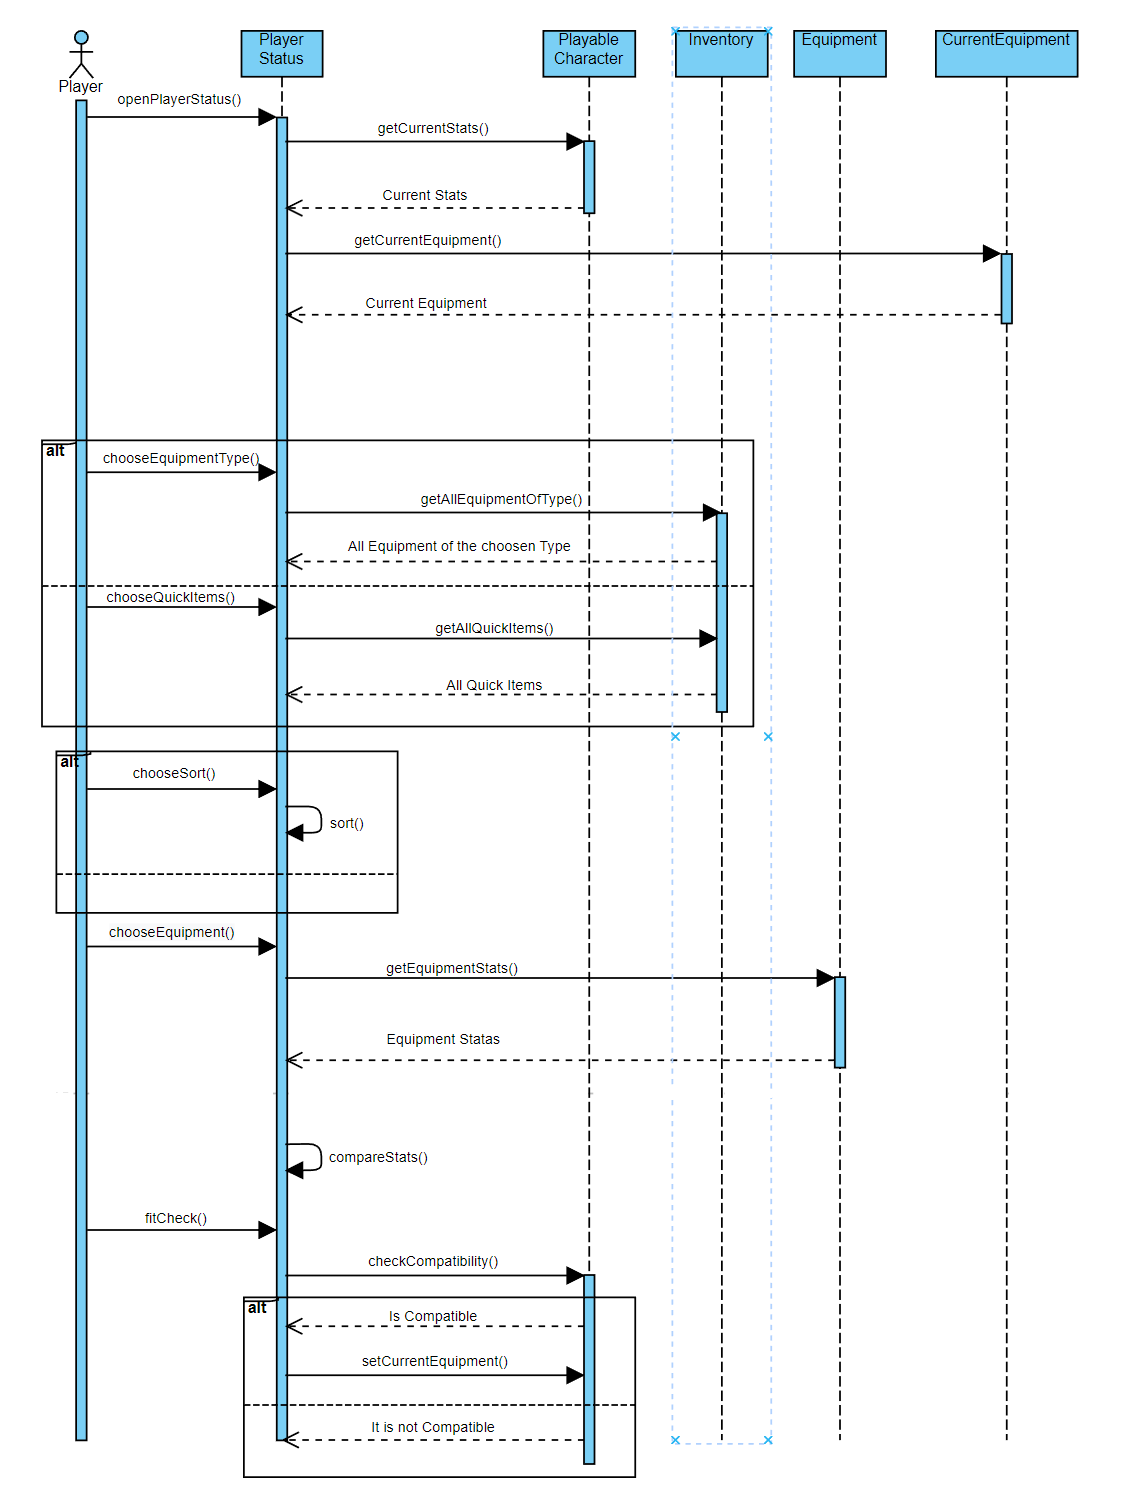 Player
Player
Status
Playable
Character
Inventory
Equipment
CurrentEquipment
openPlayerStatus()
getCurrentStats()
Current Stats
getCurrentEquipment()
Current Equipment
alt
chooseEquipmentType()
getAllEquipmentOfType()
All Equipment of the choosen Type
chooseQuickItems()
getAllQuickItems()
All Quick Items
alt
chooseSort()
sort()
chooseEquipment()
getEquipmentStats()
Equipment Statas
compareStats()
fitCheck()
checkCompatibility()
alt
Is Compatible
setCurrentEquipment()
It is not Compatible